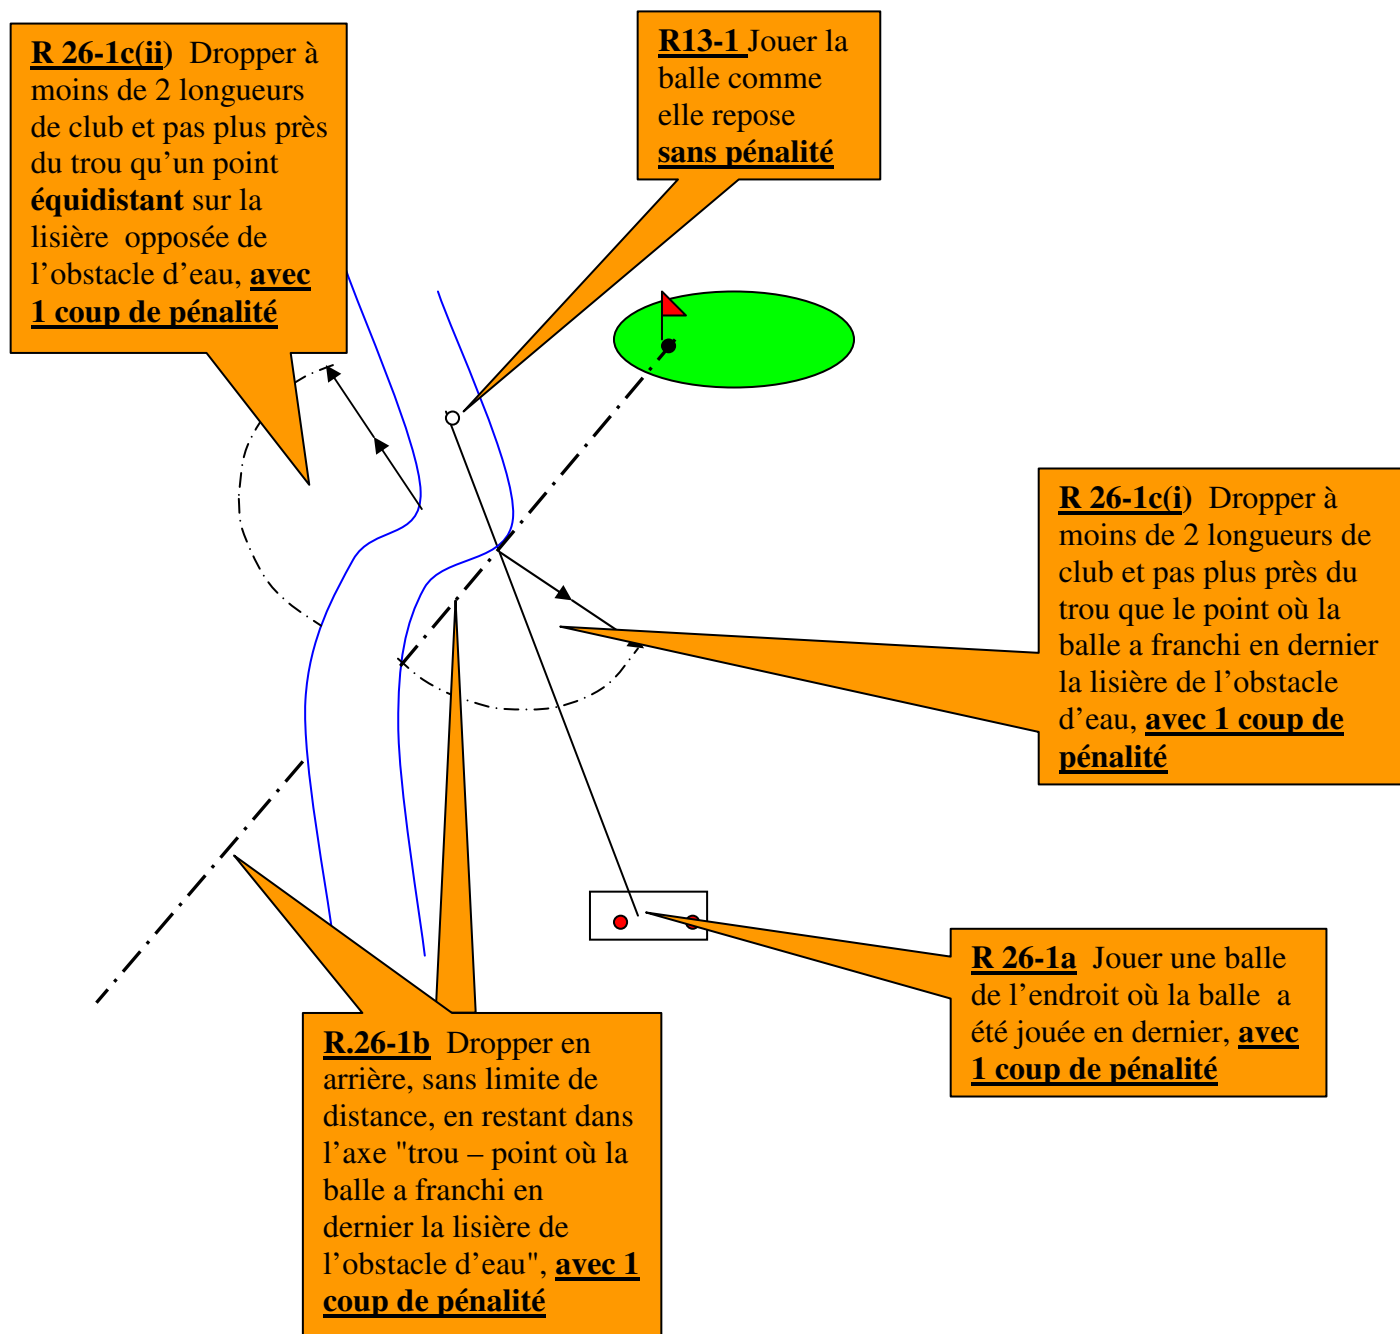 R 26-1c(ii) Dropper à
moins de 2 longueurs
de club et pas plus près
du trou qu’un point
équidistant sur la
lisière opposée de
l’obstacle d’eau, avec
1 coup de pénalité
R13-1 Jouer la
balle comme
elle repose
sans pénalité
R 26-1c(i) Dropper à
moins de 2 longueurs de
club et pas plus près du
trou que le point où la
balle a franchi en dernier
la lisière de l’obstacle
d’eau, avec 1 coup de
pénalité
R 26-1a Jouer une balle
de l’endroit où la balle a
été jouée en dernier, avec
1 coup de pénalité
R.26-1b Dropper en
arrière, sans limite de
distance, en restant dans
l’axe "trou – point où la
balle a franchi en
dernier la lisière de
l’obstacle d’eau", avec 1
coup de pénalité